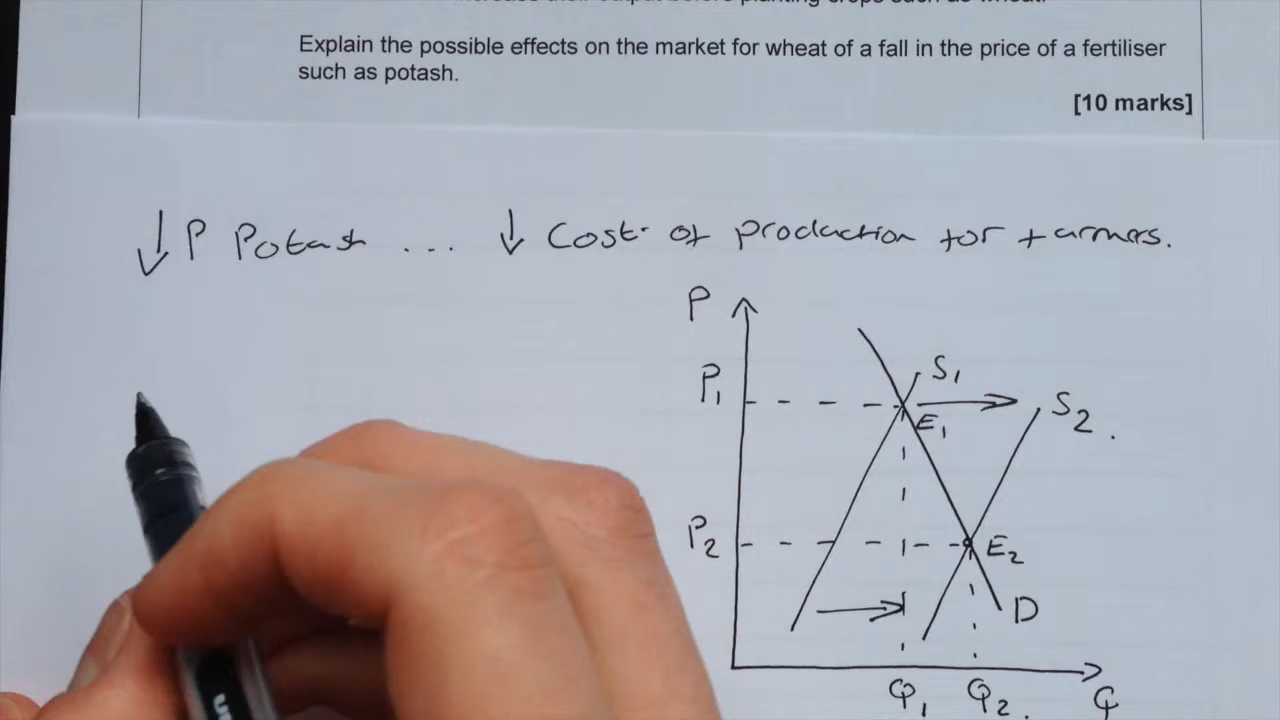 Explain the possible effects on the market for wheat of a fall in the price of a fertiliser
such as potash.
[10 marks]
↓ P Potash ... ↓ Cost of production for farmers.
P
P₁
S₁
S₂.
E₁
P₂
E₂
D
Q₁ Q₂. Q